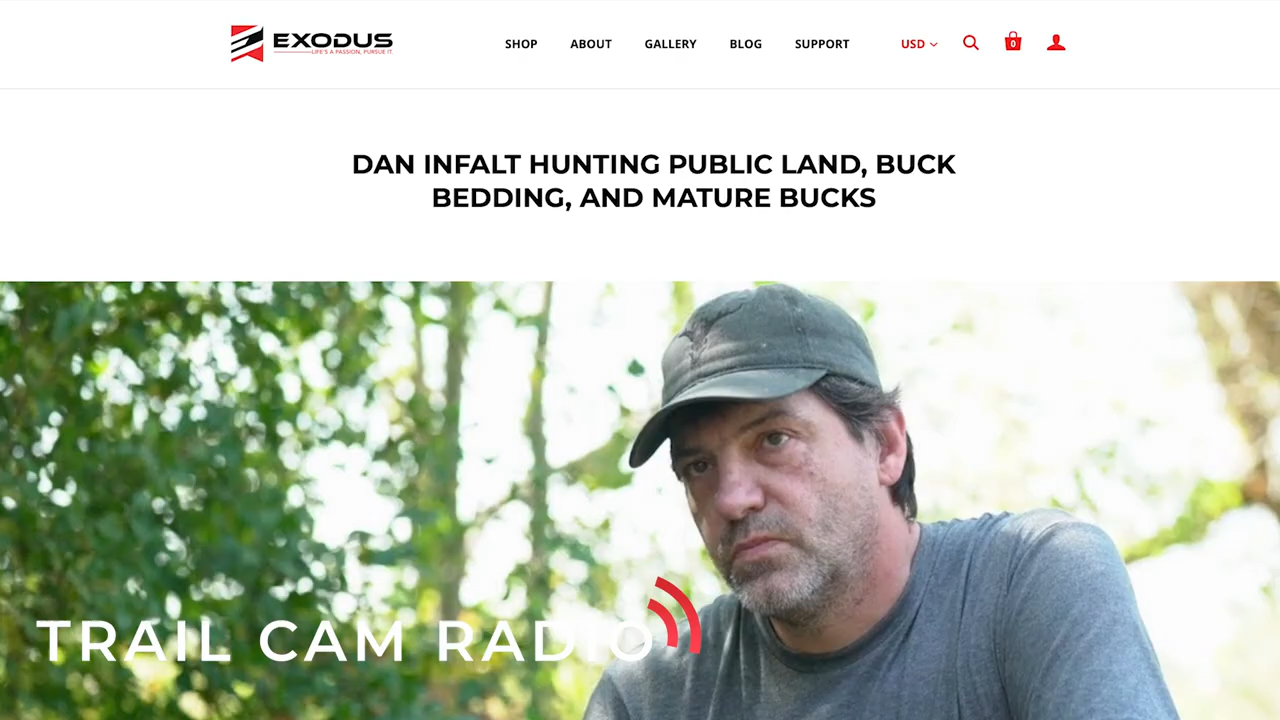 EXODUS
LIFE'S A PASSION, PURSUE IT.
SHOP ABOUT GALLERY BLOG SUPPORT USD 0
DAN INFALT HUNTING PUBLIC LAND, BUCK
BEDDING, AND MATURE BUCKS
TRAIL CAM RADIO